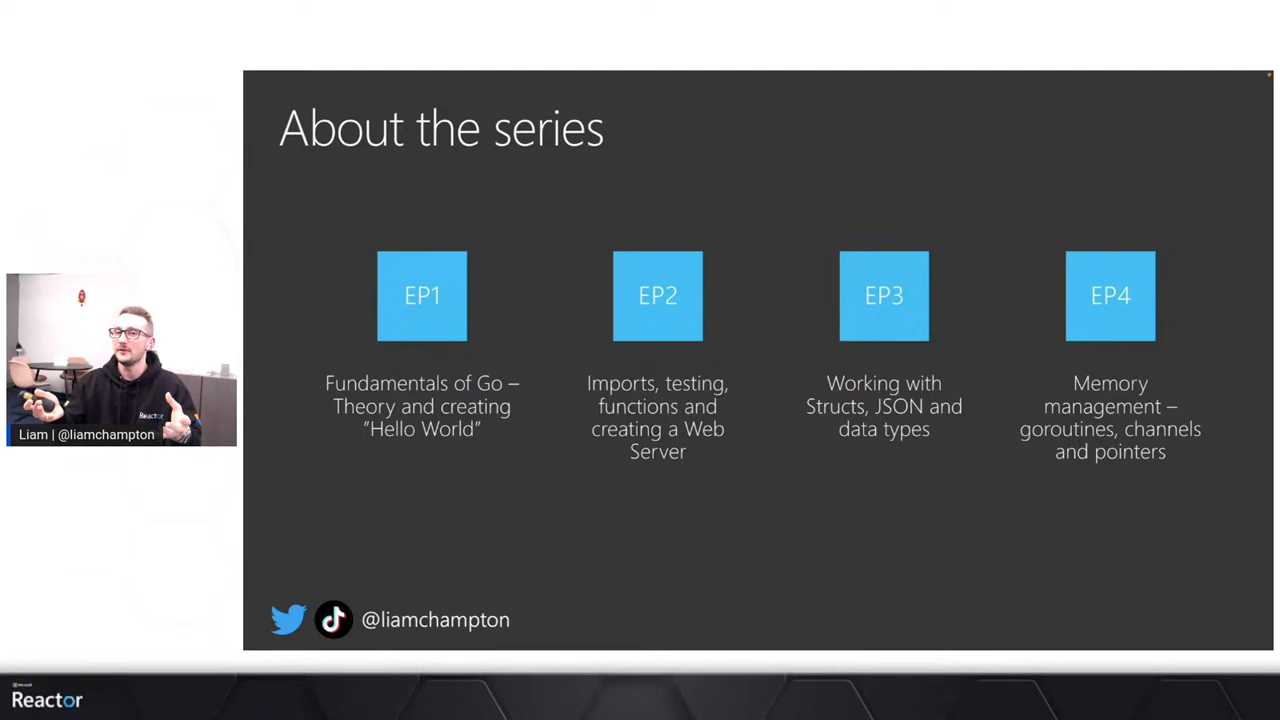 About the series
EP1
EP2
EP3
EP4
Fundamentals of Go –
Theory and creating
”Hello World”
Imports, testing,
functions and
creating a Web
Server
Working with
Structs, JSON and
data types
Memory
management –
goroutines, channels
and pointers
Reactor
Liam | @liamchampton
@liamchampton
Microsoft
Reactor